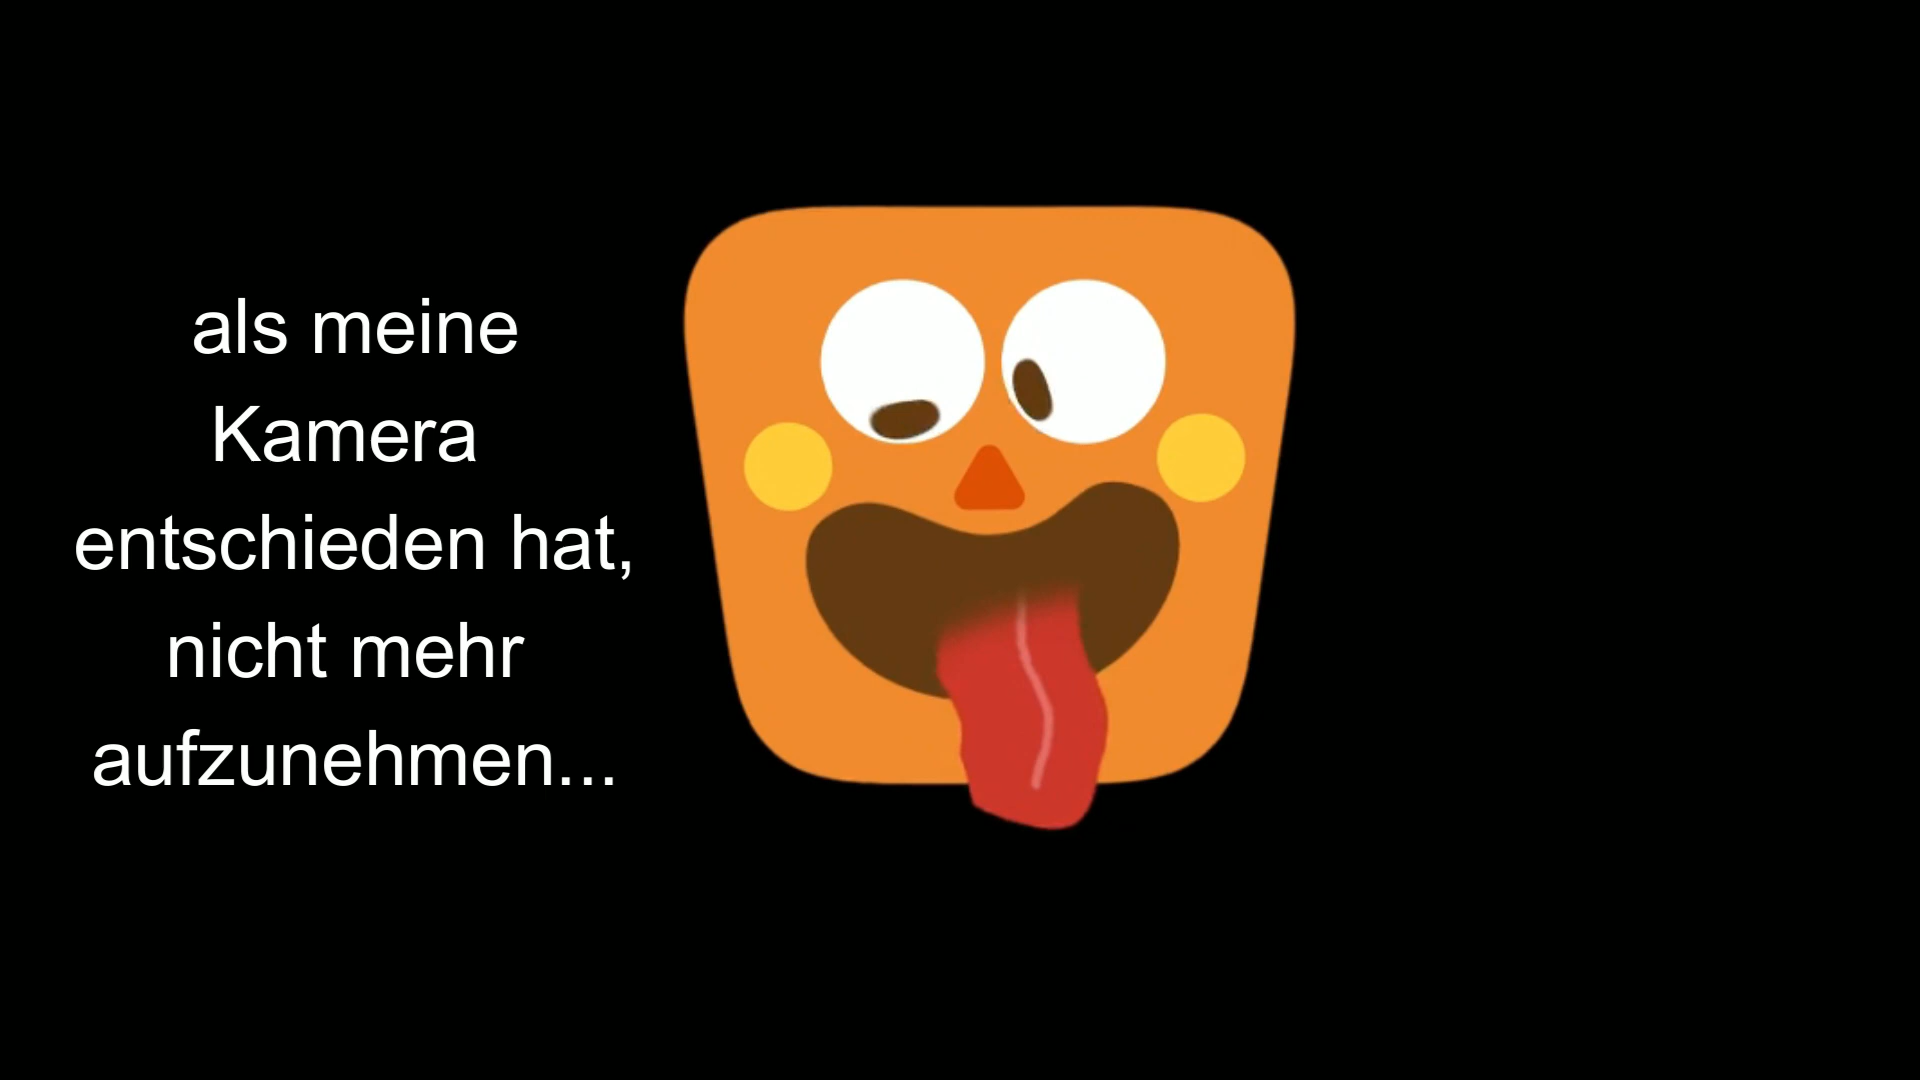 als meine
Kamera
entschieden hat,
nicht mehr
aufzunehmen...